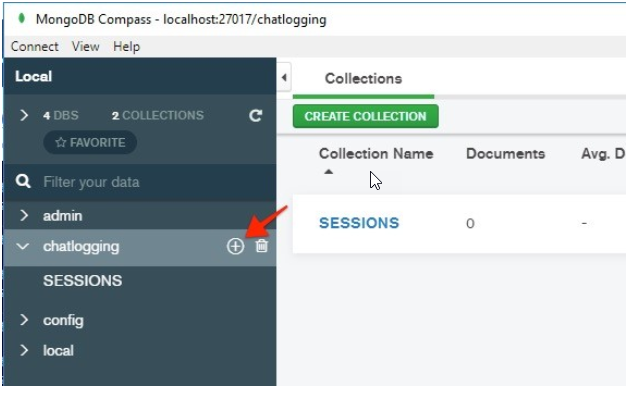 MongoDB Compass - localhost:27017/chatlogging
Connect View Help
Local
Collections
4 DBS 2 COLLECTIONS
CREATE COLLECTION
☆ FAVORITE
Collection Name Documents Avg. D
Filter your data
admin
SESSIONS 0 -
chatlogging
SESSIONS
config
local